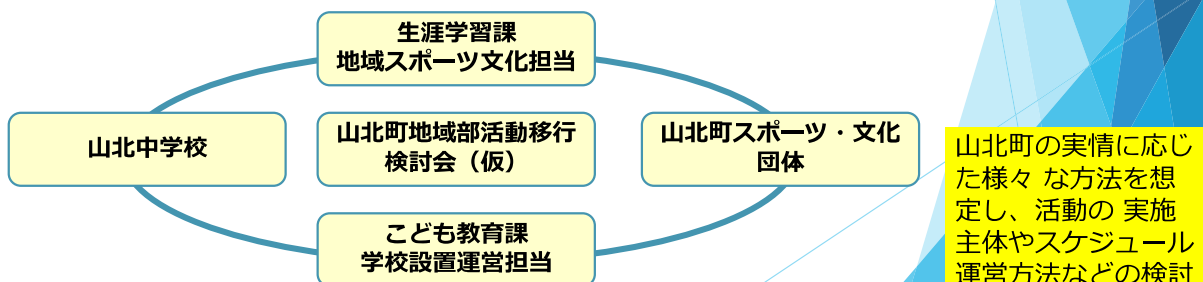 生涯学習課
地域スポーツ文化担当
山北中学校
山北町地域部活動移行
検討会（仮）
山北町スポーツ・文化
団体
こども教育課
学校設置運営担当
山北町の実情に応じ
た様々 な方法を想
定し、活動の 実施
主体やスケジュール
運営方法などの検討